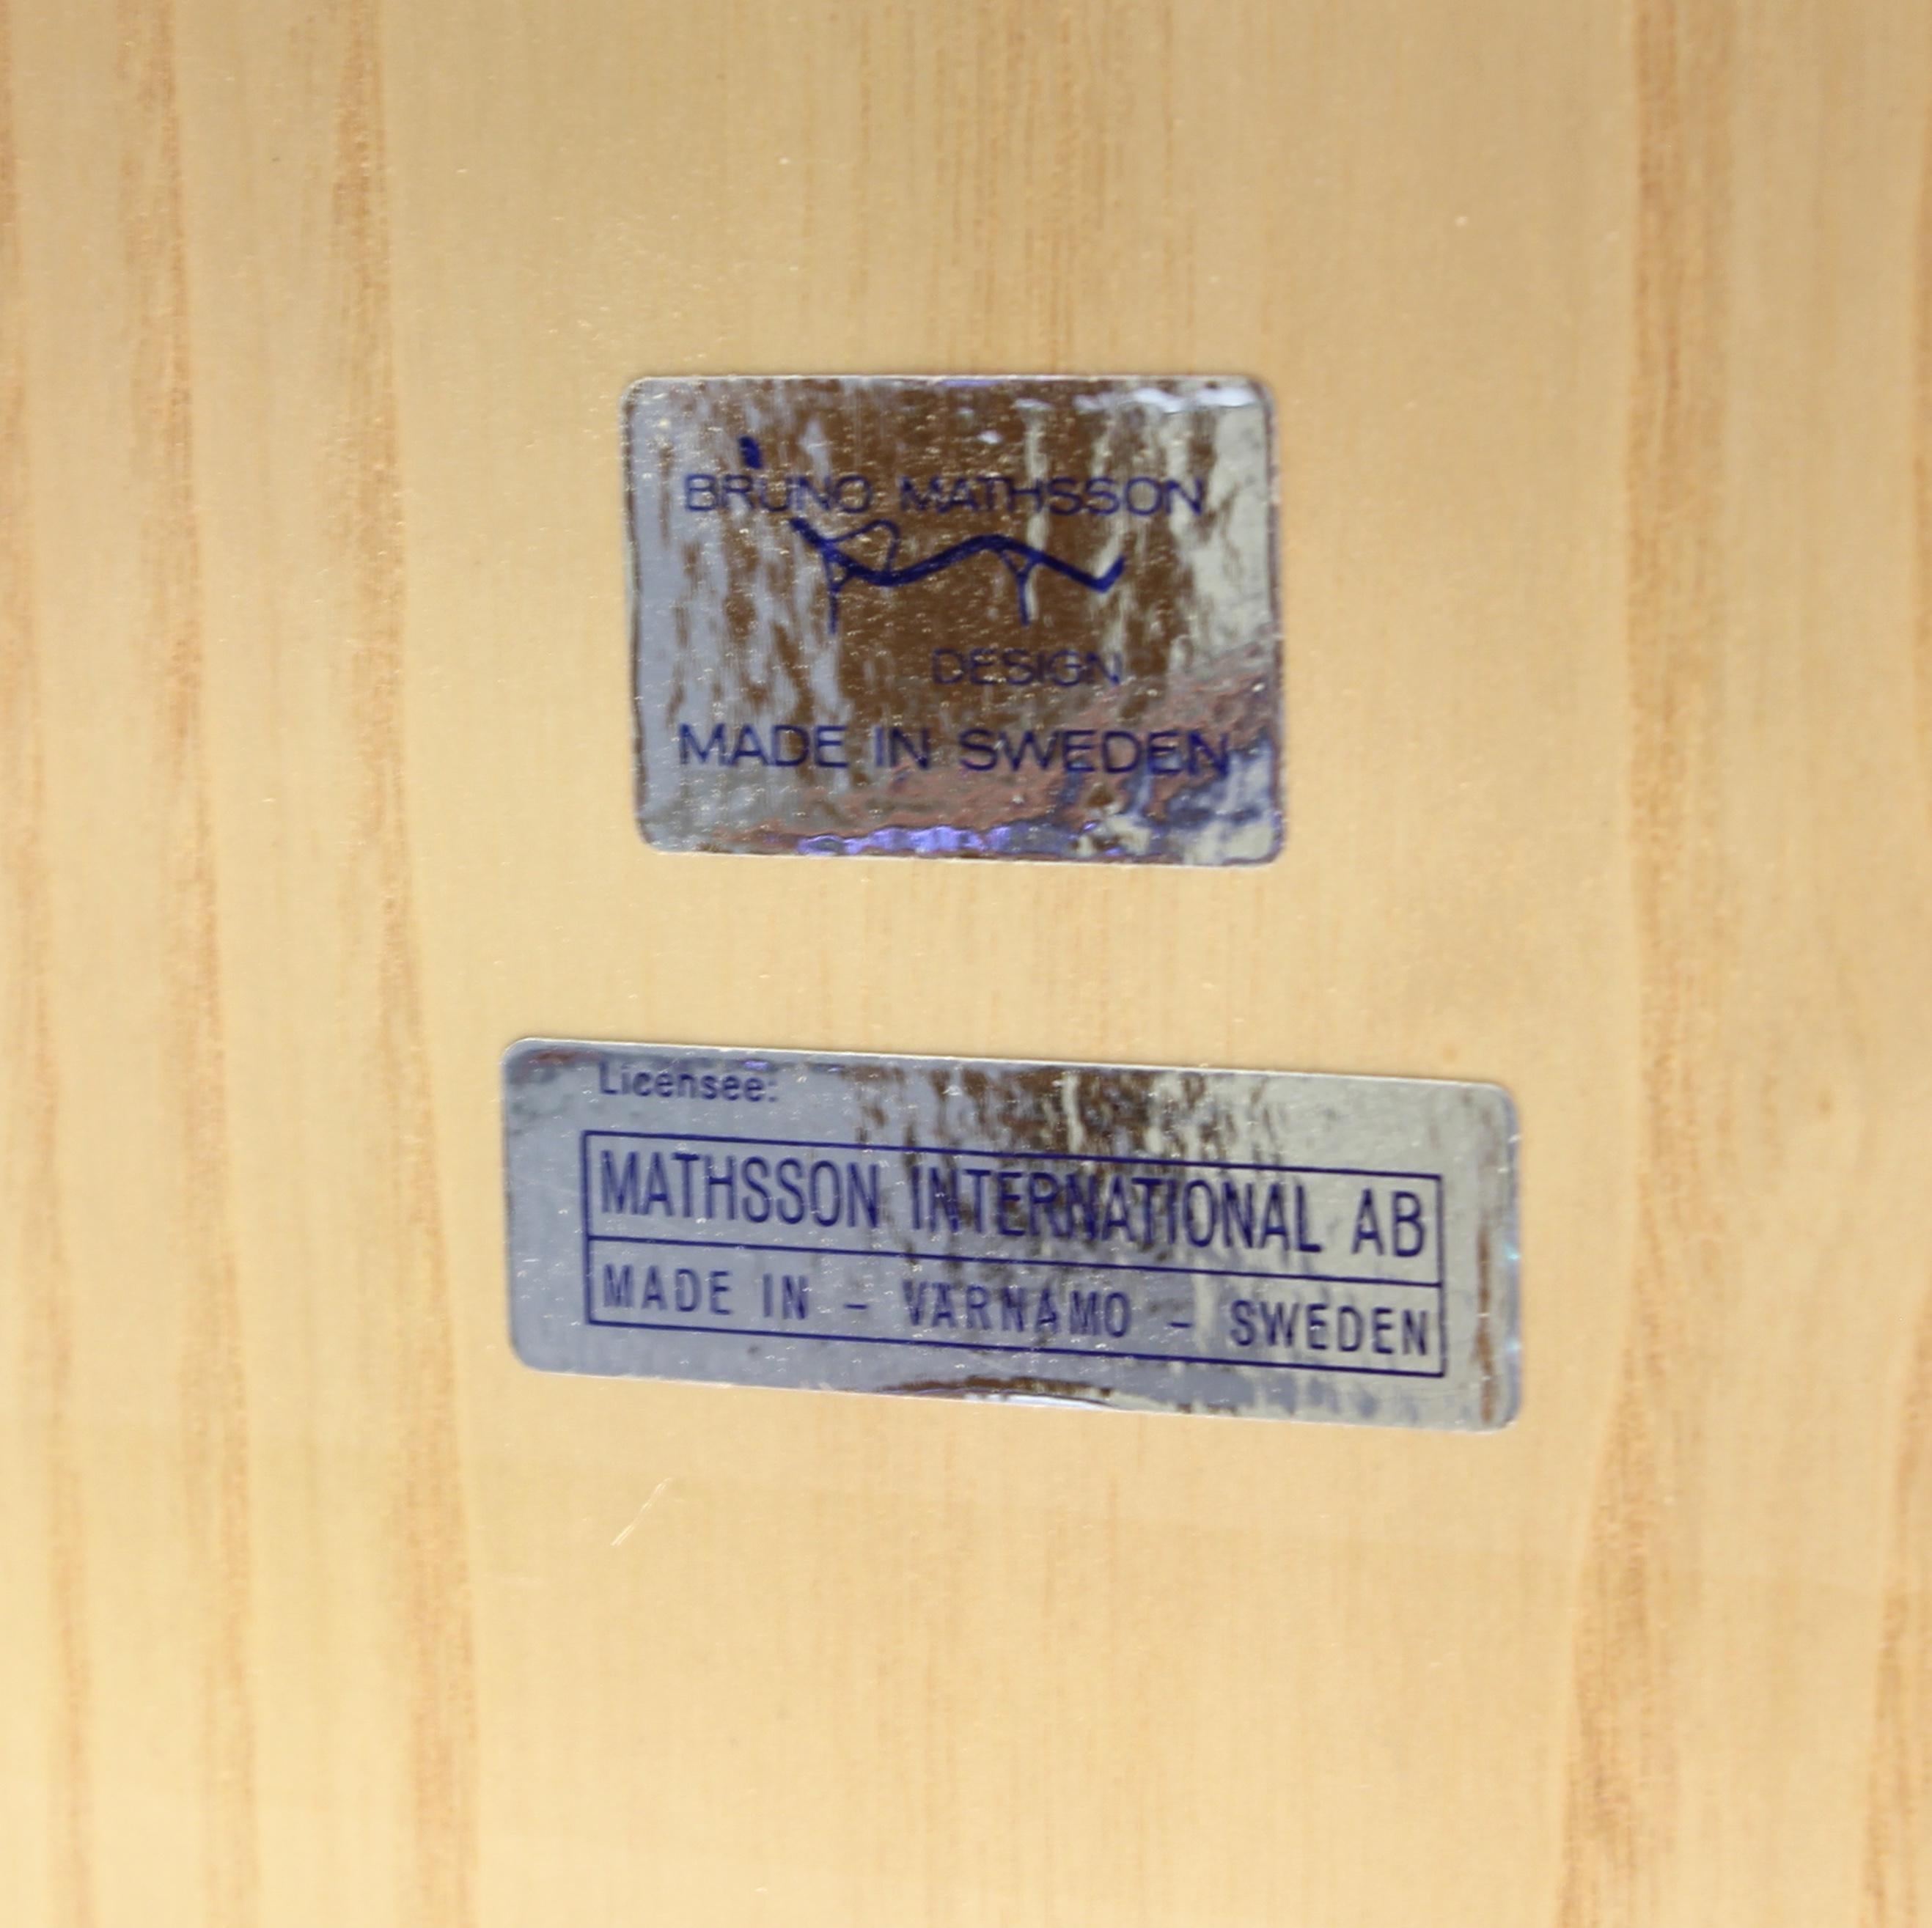 BRUNO MATHSSON
DESIGN
MADE IN SWEDEN
Licensee:
MATHSSON INTERNATIONAL AB
MADE IN - VÄRNAMO - SWEDEN